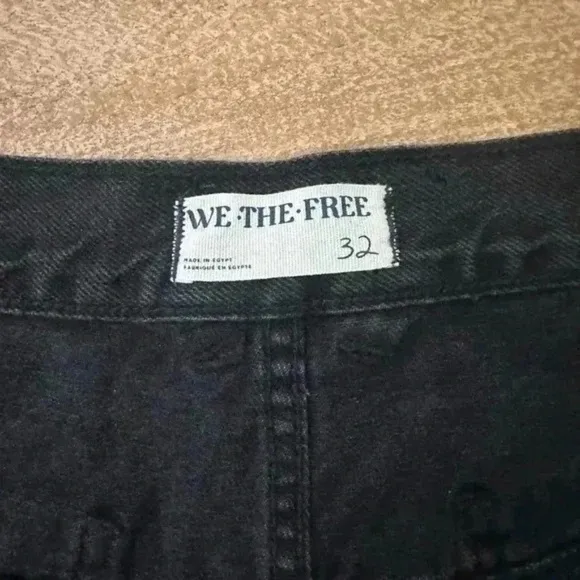 WE·THE·FREE
32
MADE IN EGYPT
FABRIQUÉ EN EGYPTE